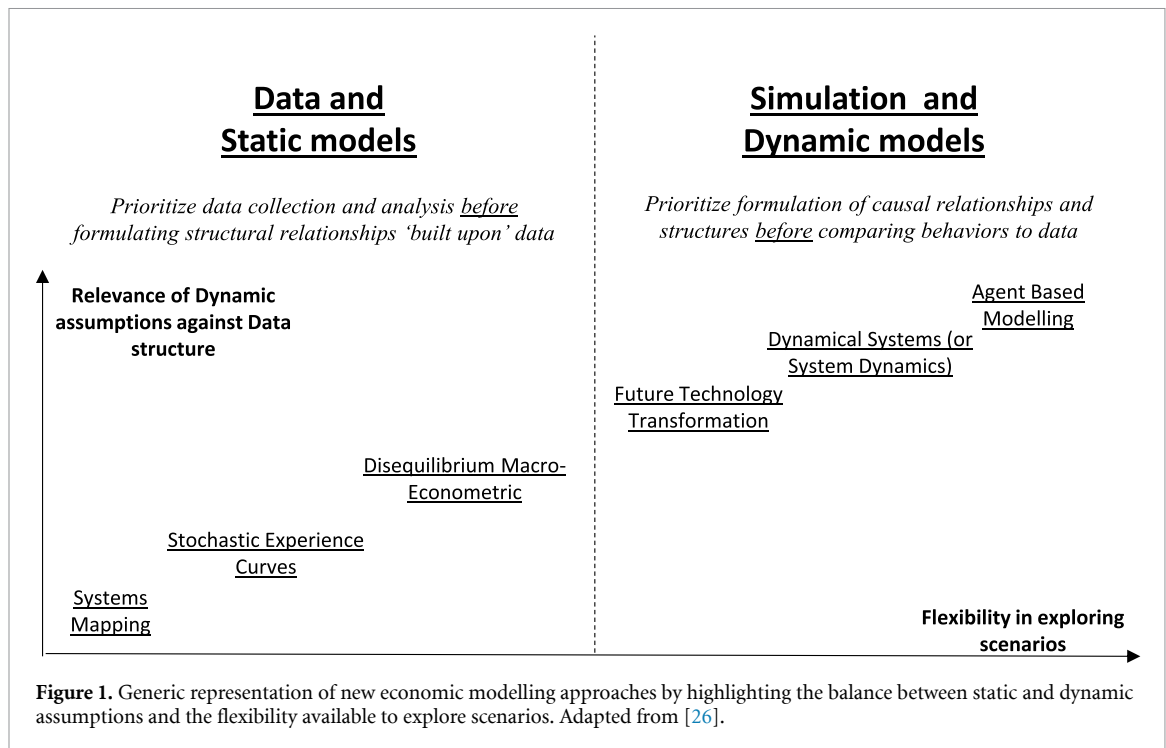 Data and
Static models
Prioritize data collection and analysis before
formulating structural relationships ‘built upon’ data
Simulation and
Dynamic models
Prioritize formulation of causal relationships and
structures before comparing behaviors to data
Relevance of Dynamic
assumptions against Data
structure
Agent Based
Modelling
Dynamical Systems (or
System Dynamics)
Future Technology
Transformation
Disequilibrium Macro-
Econometric
Stochastic Experience
Curves
Systems
Mapping
Flexibility in exploring
scenarios
Figure 1. Generic representation of new economic modelling approaches by highlighting the balance between static and dynamic
assumptions and the flexibility available to explore scenarios. Adapted from [26].